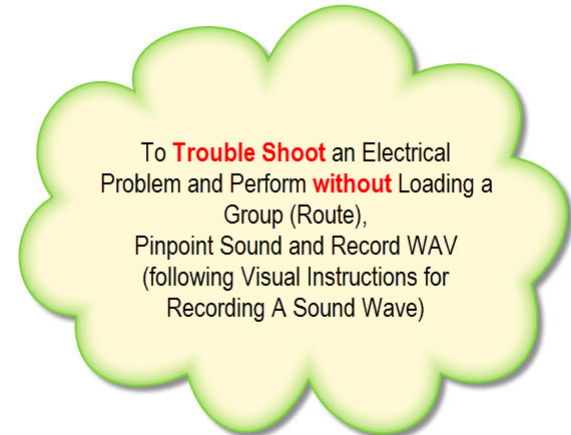 To Trouble Shoot an Electrical
Problem and Perform without Loading a
Group (Route),
Pinpoint Sound and Record WAV
(following Visual Instructions for
Recording A Sound Wave)